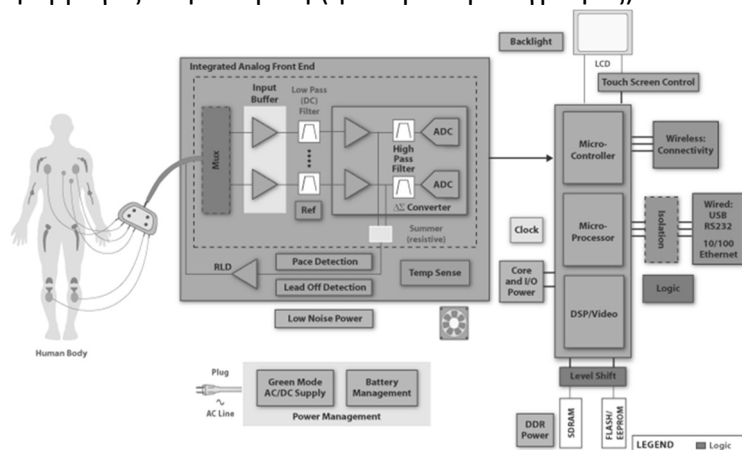 Backlight
LCD
Touch Screen Control
Integrated Analog Front End
Input
Buffer
Low Pass
(DC)
Filter
Mux
ADC
High
Pass
Filter
ADC
ΔΣ Converter
Ref
Summer
(resistive)
RLD
Pace Detection
Lead Off Detection
Temp Sense
Low Noise Power
Human Body
Micro-
Controller
Wireless:
Connectivity
Clock
Micro-
Processor
Isolation
Wired:
USB
RS232
10/100
Ethernet
Core
and I/O
Power
DSP/Video
Logic
Level Shift
Plug
AC Line
Green Mode
AC/DC Supply
Battery
Management
Power Management
DDR
Power
SDRAM
FLASH/
EEPROM
LEGEND
Logic